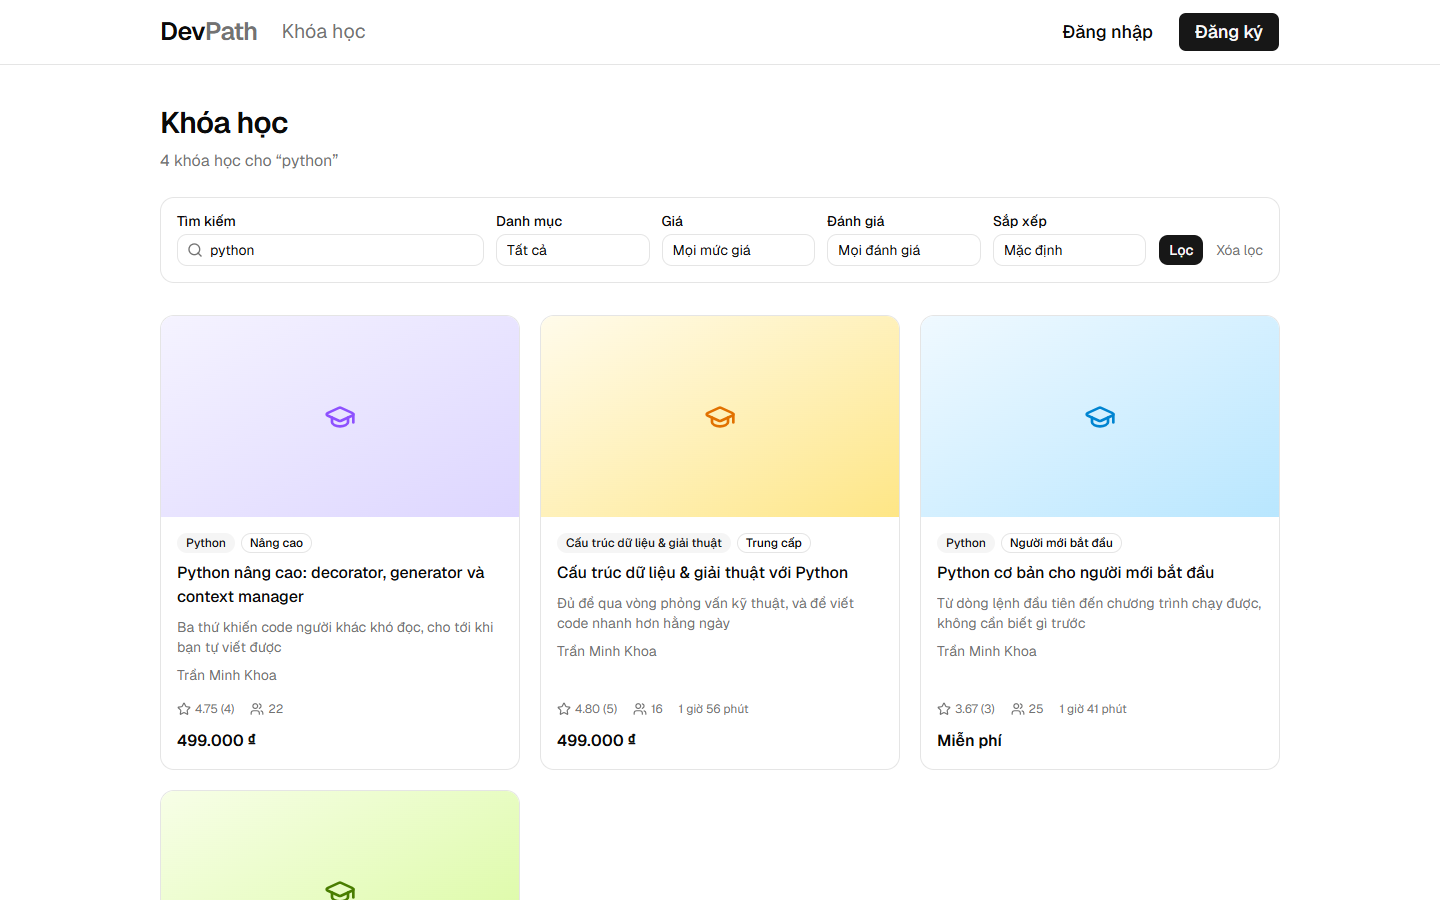 DevPath
Khóa học
Đăng nhập
Đăng ký
Khóa học
4 khóa học cho “python”
Tìm kiếm
Danh mục
Giá
Đánh giá
Sắp xếp
python
Tất cả
Mọi mức giá
Mọi đánh giá
Mặc định
Lọc
Xóa lọc
Python
Nâng cao
Python nâng cao: decorator, generator và
context manager
Ba thứ khiến code người khác khó đọc, cho tới khi
bạn tự viết được
Trần Minh Khoa
4.75 (4)
22
499.000 ₫
Cấu trúc dữ liệu & giải thuật
Trung cấp
Cấu trúc dữ liệu & giải thuật với Python
Đủ để qua vòng phỏng vấn kỹ thuật, và để viết
code nhanh hơn hằng ngày
Trần Minh Khoa
4.80 (5)
16
1 giờ 56 phút
499.000 ₫
Python
Người mới bắt đầu
Python cơ bản cho người mới bắt đầu
Từ dòng lệnh đầu tiên đến chương trình chạy được,
không cần biết gì trước
Trần Minh Khoa
3.67 (3)
25
1 giờ 41 phút
Miễn phí